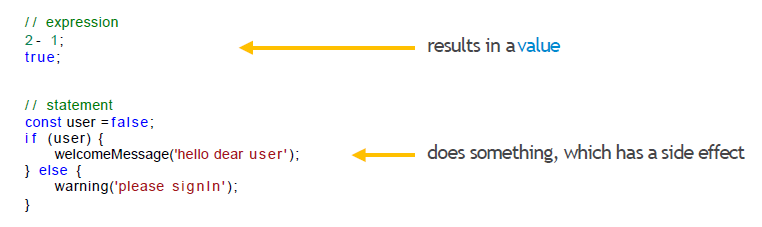 // expression
2 - 1;
results in a value
true;
// statement
const user = false;
if (user) {
welcomeMessage('hello dear user');
does something, which has a side effect
} else {
warning('please signIn');
}